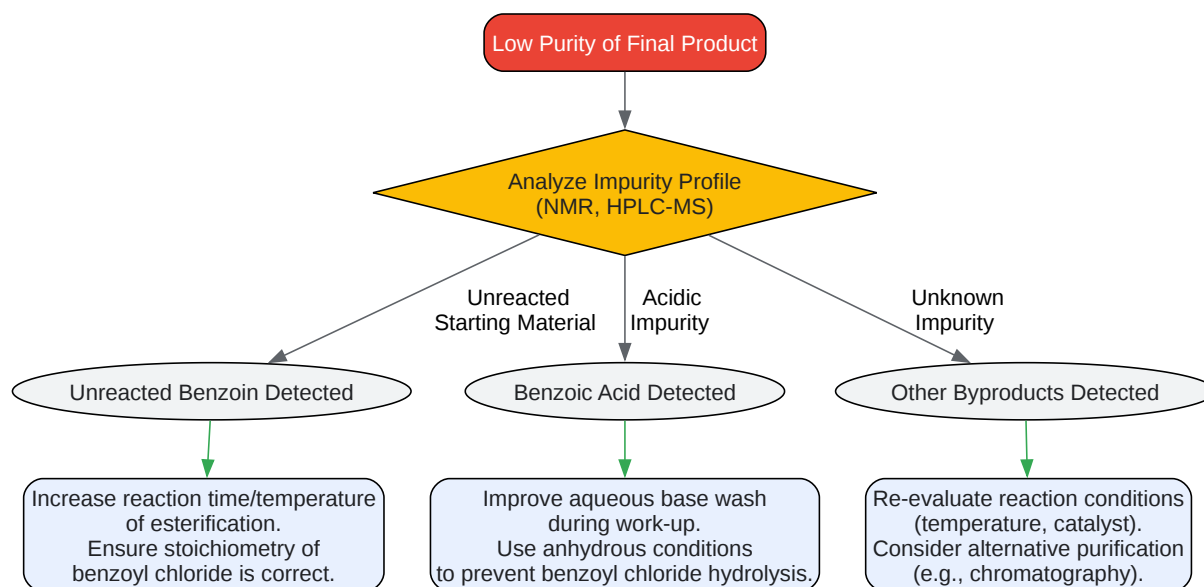 Low Purity of Final Product
Analyze Impurity Profile
(NMR, HPLC-MS)
Unreacted
Starting Material
Acidic
Impurity
Unknown
Impurity
Unreacted Benzoin Detected
Benzoic Acid Detected
Other Byproducts Detected
Increase reaction time/temperature
of esterification.
Ensure stoichiometry of
benzoyl chloride is correct.
Improve aqueous base wash
during work-up.
Use anhydrous conditions
to prevent benzoyl chloride hydrolysis.
Re-evaluate reaction conditions
(temperature, catalyst).
Consider alternative purification
(e.g., chromatography).